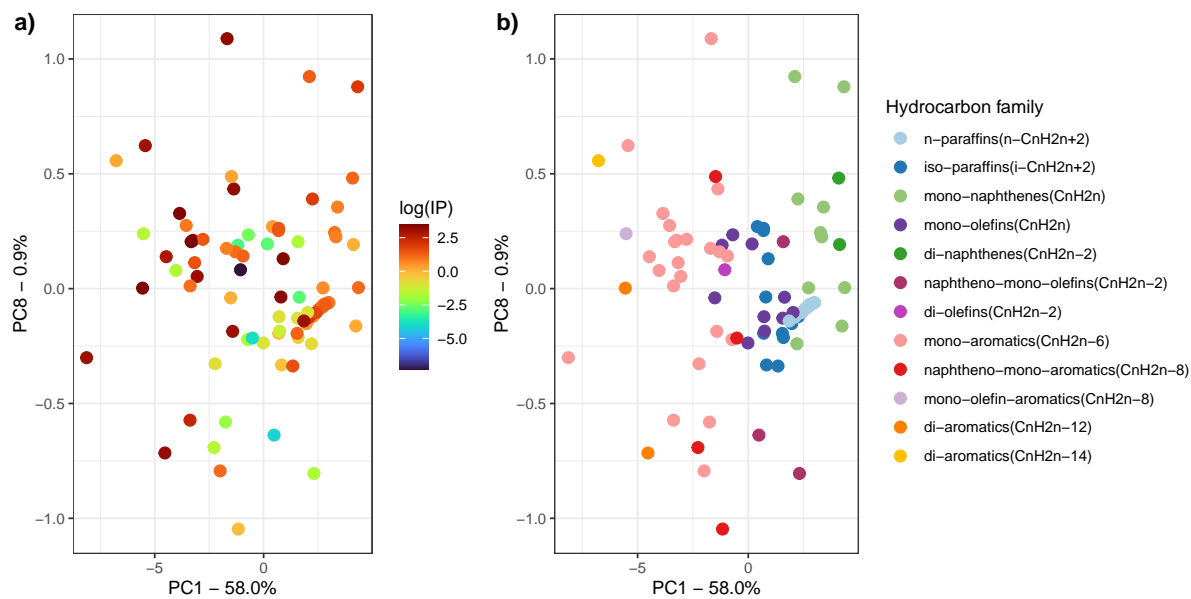 a)
1.0
0.5
0.0
−0.5
−1.0
PC8 − 0.9%
−5
0
PC1 − 58.0%
log(IP)
2.5
0.0
−2.5
−5.0
b)
1.0
0.5
0.0
−0.5
−1.0
PC8 − 0.9%
−5
0
PC1 − 58.0%
Hydrocarbon family
n−paraffins(n−CnH2n+2)
iso−paraffins(i−CnH2n+2)
mono−naphthenes(CnH2n)
mono−olefins(CnH2n)
di−naphthenes(CnH2n−2)
naphtheno−mono−olefins(CnH2n−2)
di−olefins(CnH2n−2)
mono−aromatics(CnH2n−6)
naphtheno−mono−aromatics(CnH2n−8)
mono−olefin−aromatics(CnH2n−8)
di−aromatics(CnH2n−12)
di−aromatics(CnH2n−14)